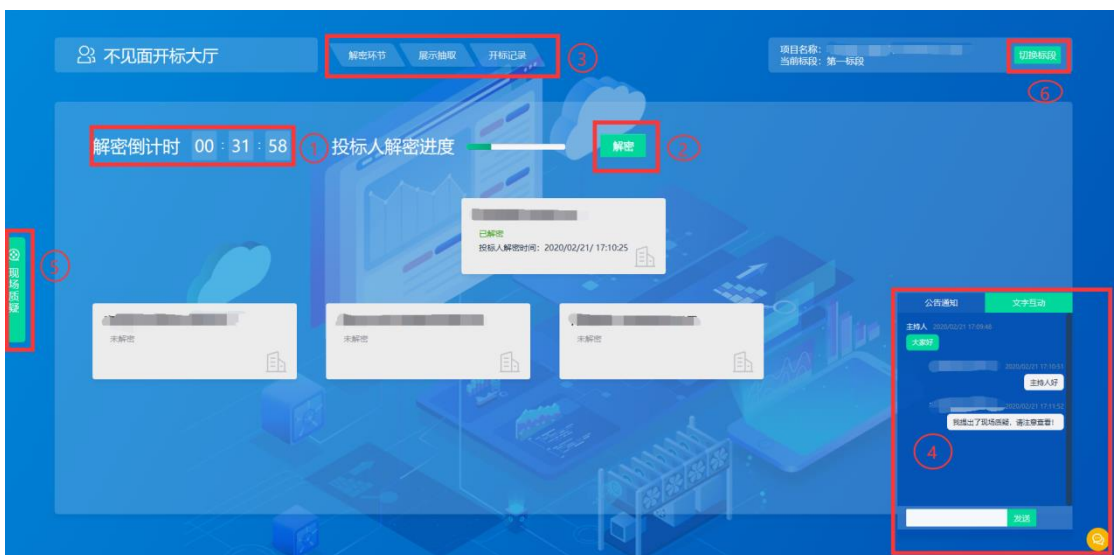 不见面开标大厅
解密环节 展示抽取 开标记录
③
项目名称：
当前标段：第一标段
切换标段
⑥
解密倒计时 00 : 31 : 58
①
投标人解密进度
解密
②
已解密
投标人解密时间：2020/02/21/ 17:10:25
现场质疑
⑤
未解密
未解密
未解密
公告通知 文字互动
主持人 2020/02/21 17:09:46
大家好
2020/02/21 17:10:51
主持人好
2020/02/21 17:11:52
我提出了现场质疑，请注意查看！
④
发送